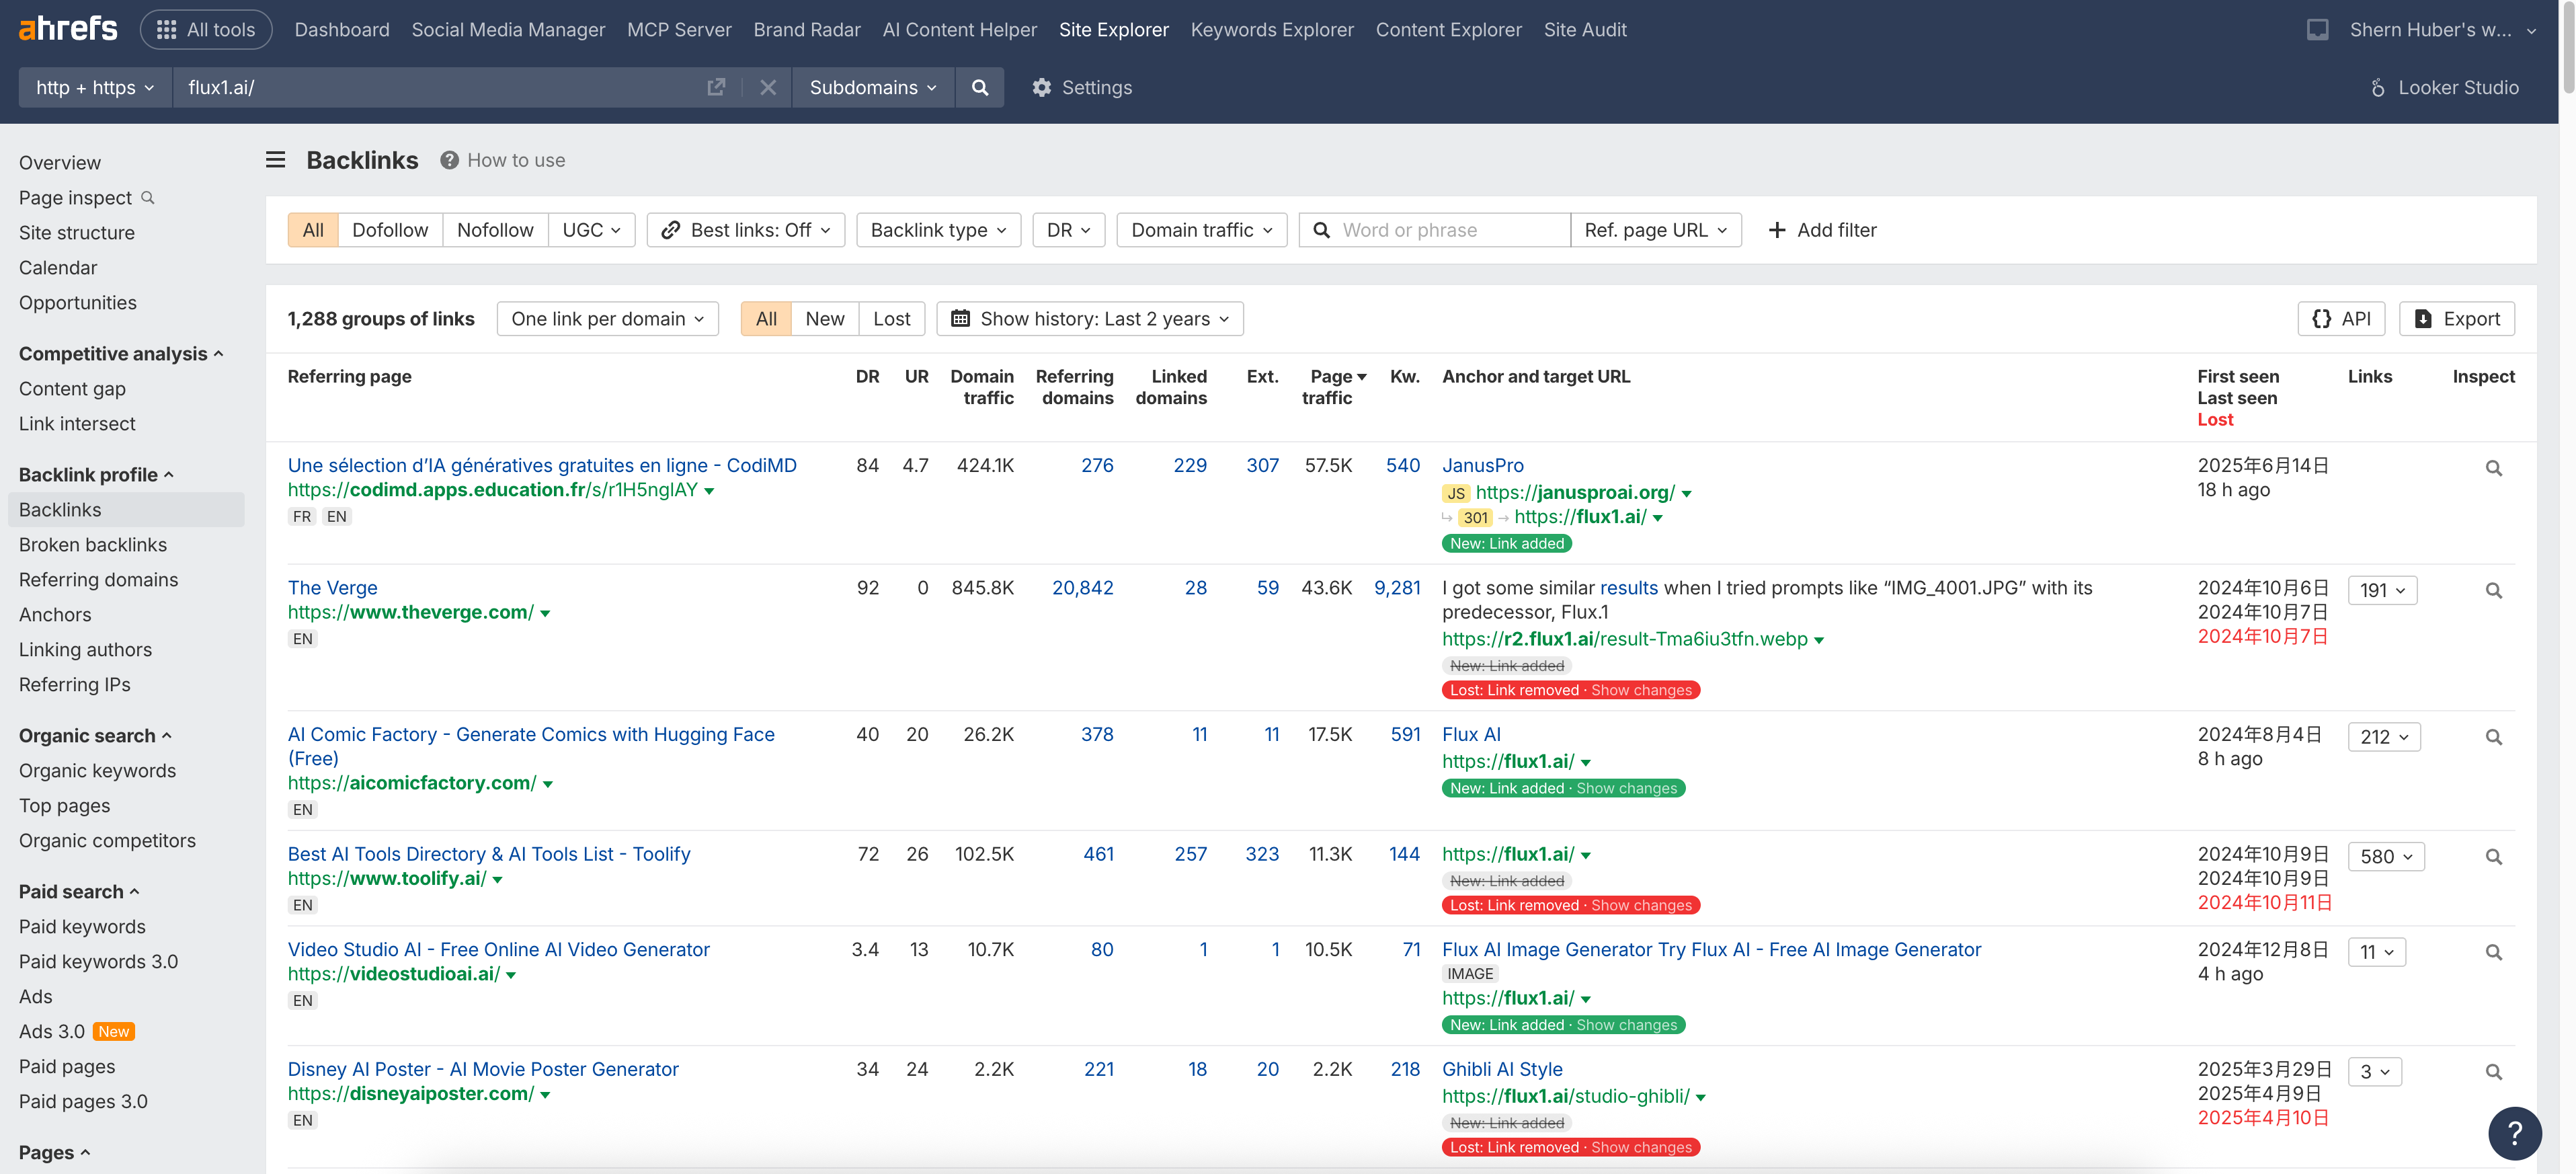 ahrefs
All tools
Dashboard
Social Media Manager
MCP Server
Brand Radar
AI Content Helper
Site Explorer
Keywords Explorer
Content Explorer
Site Audit
Shern Huber's w...
http + https
flux1.ai/
Subdomains
Settings
Looker Studio
Overview
Page inspect
Site structure
Calendar
Opportunities
Competitive analysis
Content gap
Link intersect
Backlink profile
Backlinks
Broken backlinks
Referring domains
Anchors
Linking authors
Referring IPs
Organic search
Organic keywords
Top pages
Organic competitors
Paid search
Paid keywords
Paid keywords 3.0
Ads
Ads 3.0 New
Paid pages
Paid pages 3.0
Pages
Backlinks
? How to use
All
Dofollow
Nofollow
UGC
Best links: Off
Backlink type
DR
Domain traffic
Word or phrase
Ref. page URL
+ Add filter
1,288 groups of links
One link per domain
All
New
Lost
Show history: Last 2 years
{} API
Export
Referring page
DR
UR
Domain traffic
Referring domains
Linked domains
Ext.
Page traffic
Kw.
Anchor and target URL
First seen
Last seen
Lost
Links
Inspect
Une sélection d’IA génératives gratuites en ligne - CodiMD
https://codimd.apps.education.fr/s/r1H5nglAY
FR EN
84 4.7 424.1K 276 229 307 57.5K 540
JanusPro
JS https://janusproai.org/
301 → https://flux1.ai/
New: Link added
2025年6月14日
18 h ago
The Verge
https://www.theverge.com/
EN
92 0 845.8K 20,842 28 59 43.6K 9,281
I got some similar results when I tried prompts like “IMG_4001.JPG” with its
predecessor, Flux.1
https://r2.flux1.ai/result-Tma6iu3tfn.webp
New: Link added
Lost: Link removed · Show changes
2024年10月6日
2024年10月7日
2024年10月7日
191
AI Comic Factory - Generate Comics with Hugging Face
(Free)
https://aicomicfactory.com/
EN
40 20 26.2K 378 11 11 17.5K 591
Flux AI
https://flux1.ai/
New: Link added · Show changes
2024年8月4日
8 h ago
212
Best AI Tools Directory & AI Tools List - Toolify
https://www.toolify.ai/
EN
72 26 102.5K 461 257 323 11.3K 144
https://flux1.ai/
New: Link added
Lost: Link removed · Show changes
2024年10月9日
2024年10月9日
2024年10月11日
580
Video Studio AI - Free Online AI Video Generator
https://videostudioai.ai/
EN
3.4 13 10.7K 80 1 1 10.5K 71
Flux AI Image Generator Try Flux AI - Free AI Image Generator
IMAGE
https://flux1.ai/
New: Link added · Show changes
2024年12月8日
4 h ago
11
Disney AI Poster - AI Movie Poster Generator
https://disneyaiposter.com/
EN
34 24 2.2K 221 18 20 2.2K 218
Ghibli AI Style
https://flux1.ai/studio-ghibli/
New: Link added
Lost: Link removed · Show changes
2025年3月29日
2025年4月9日
2025年4月10日
3
?